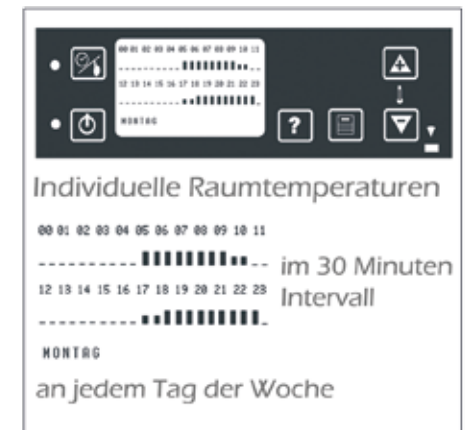 00 01 02 03 04 05 06 07 08 09 10 11
12 13 14 15 16 17 18 19 20 21 22 23
MONTAG
?
Individuelle Raumtemperaturen
00 01 02 03 04 05 06 07 08 09 10 11
im 30 Minuten
12 13 14 15 16 17 18 19 20 21 22 23
Intervall
MONTAG
an jedem Tag der Woche